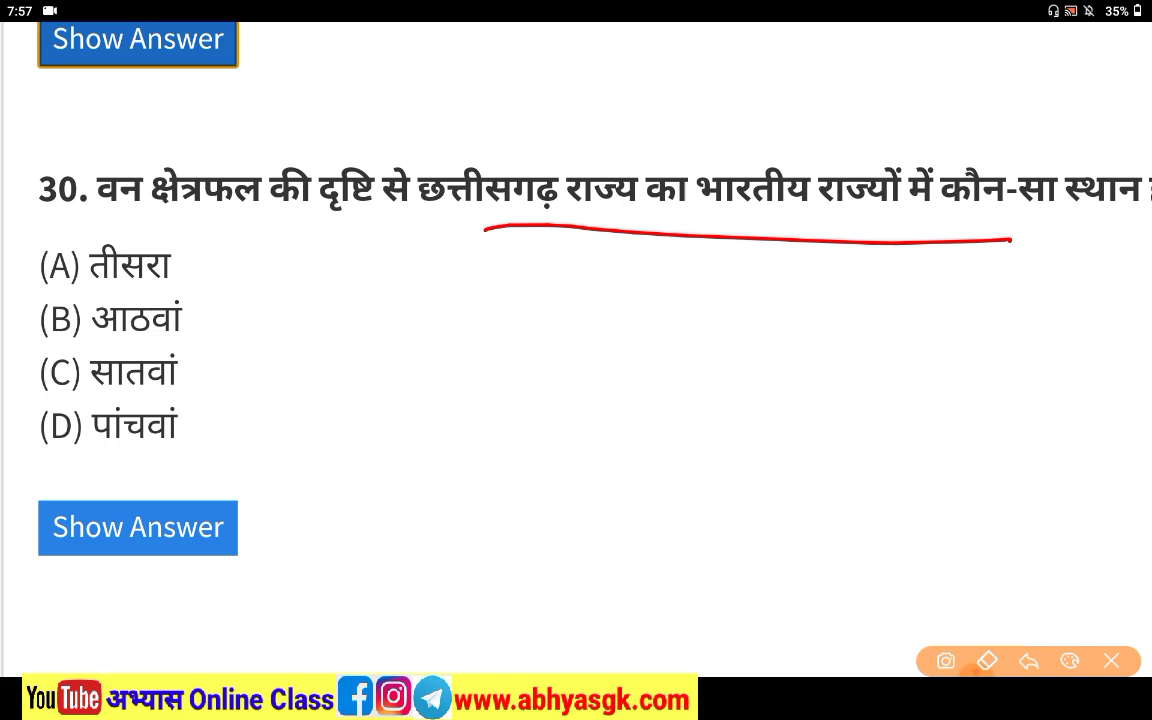 7:57
35%
Show Answer
30. वन क्षेत्रफल की दृष्टि से छत्तीसगढ़ राज्य का भारतीय राज्यों में कौन-सा स्थान
(A) तीसरा
(B) आठवां
(C) सातवां
(D) पांचवां
Show Answer
YouTube अभ्यास Online Class www.abhyasgk.com